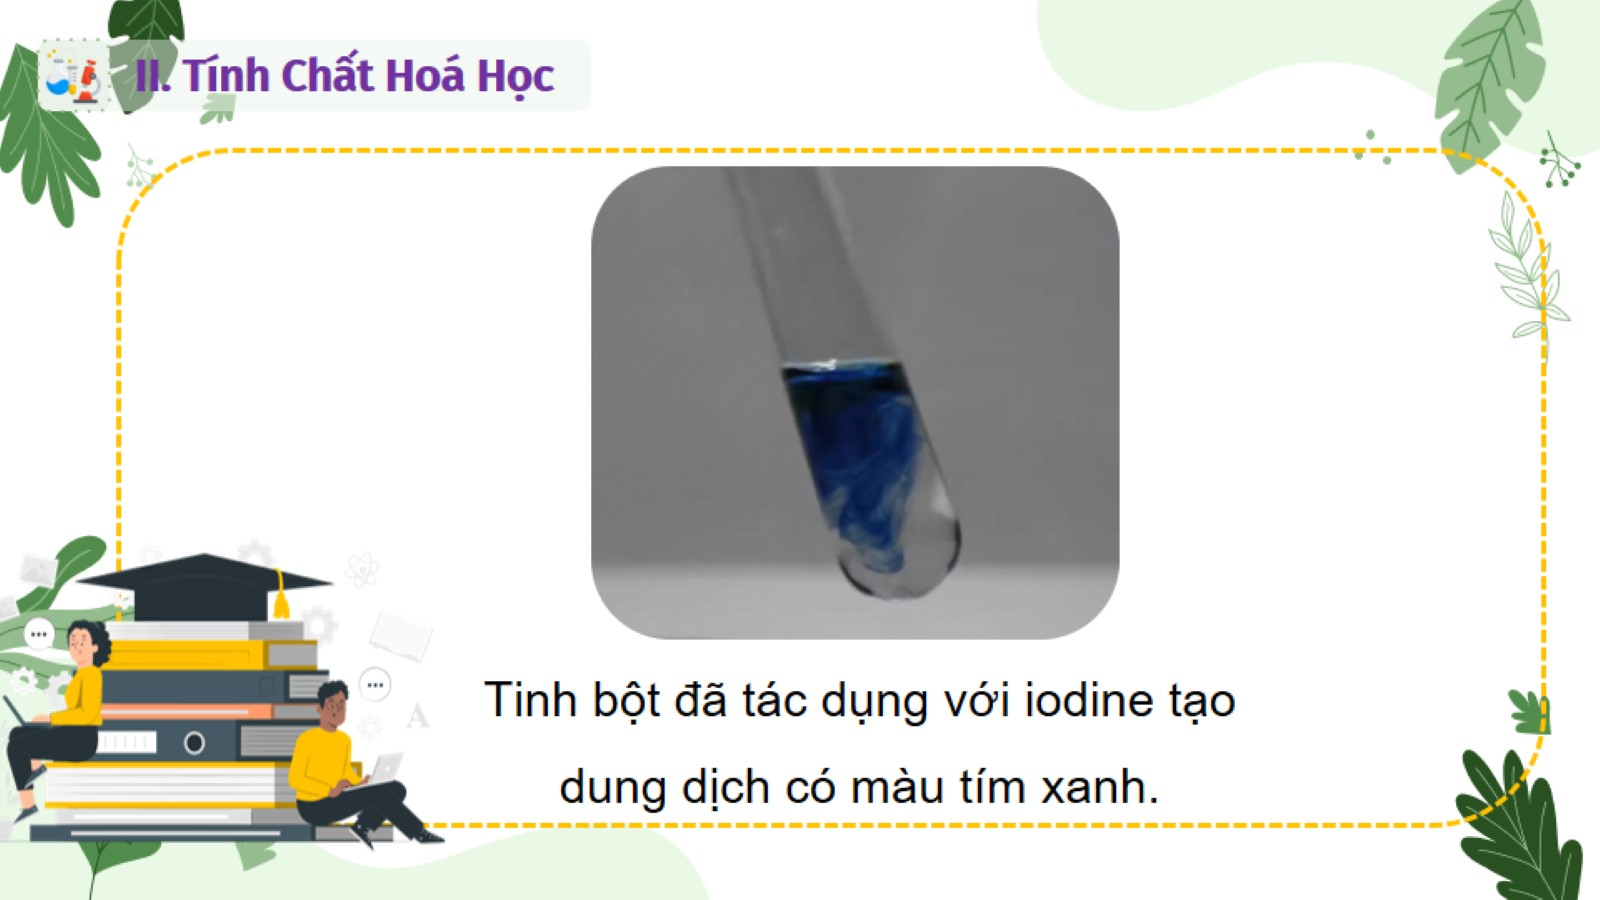 II. Tính Chất Hoá Học
Tinh bột đã tác dụng với iodine tạo
dung dịch có màu tím xanh.
A